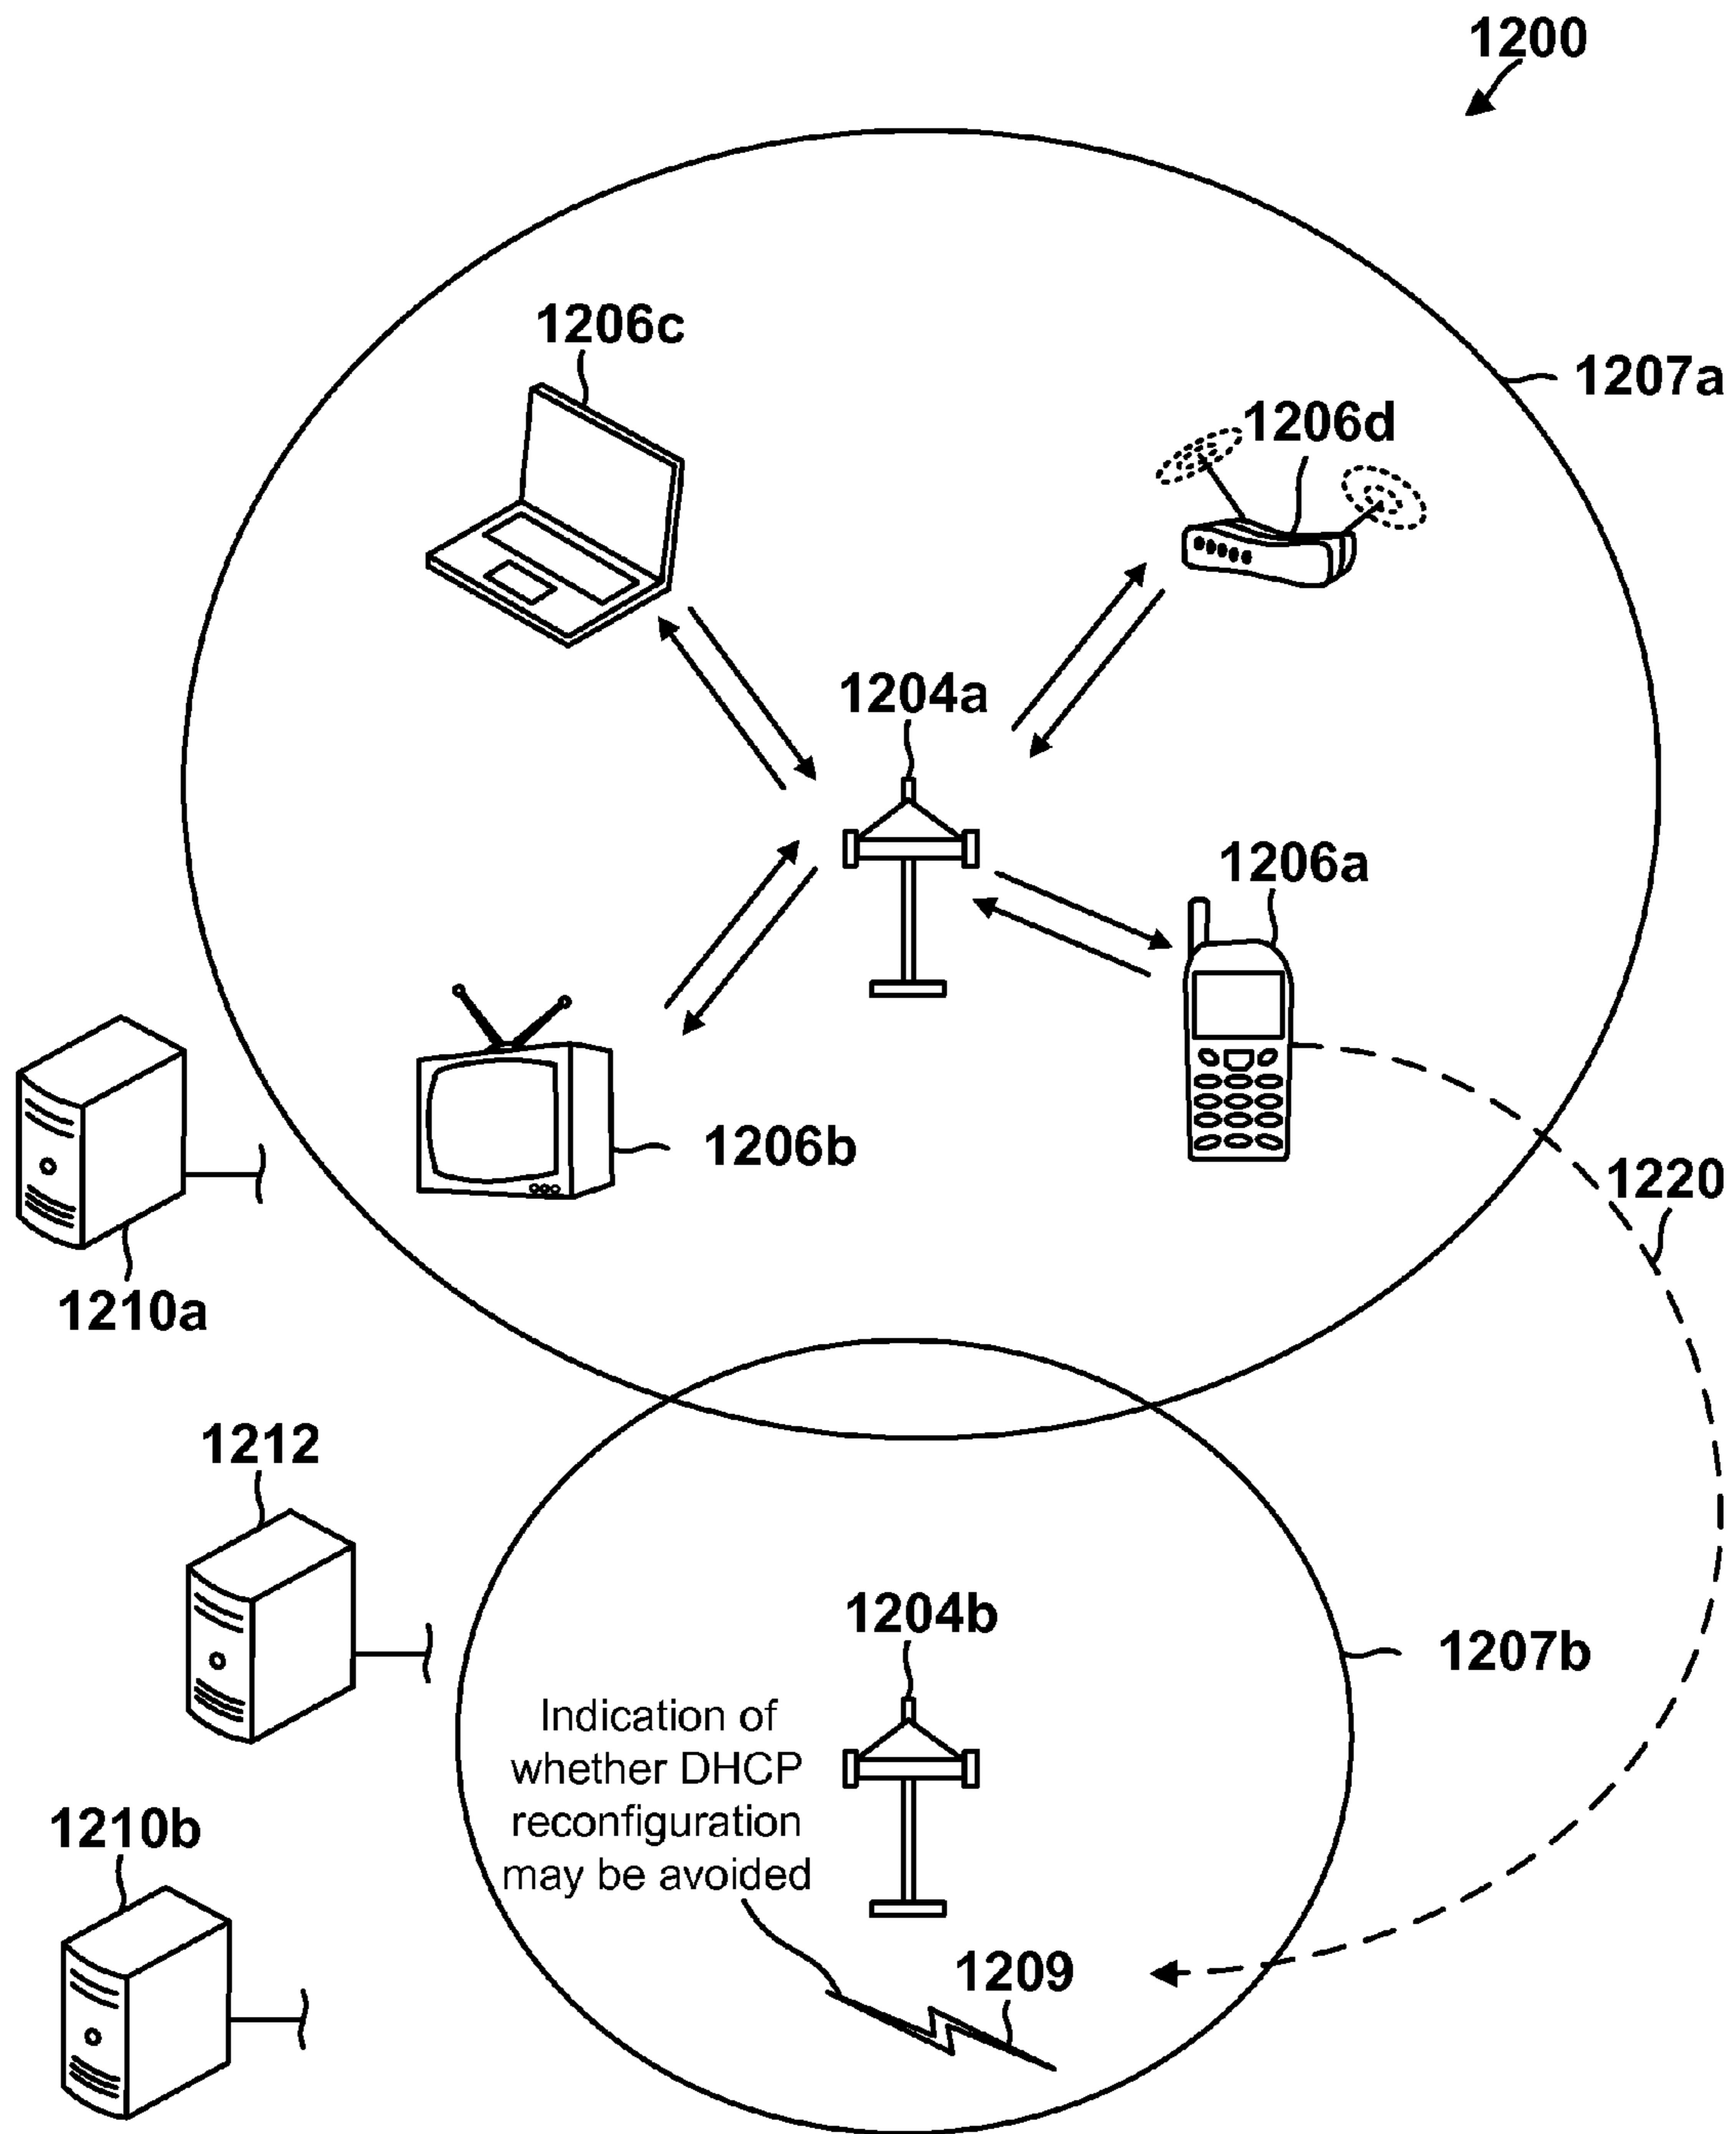 1200
1206c
1207a
1206d
1204a
1206a
1206b
1220
1210a
1212
1204b
1207b
Indication of
whether DHCP
reconfiguration
may be avoided
1210b
1209